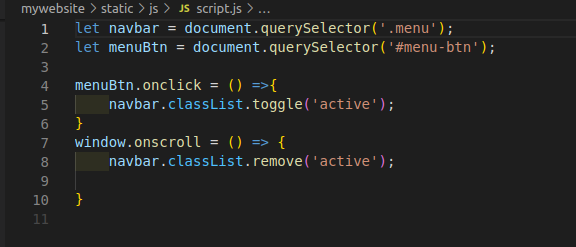 mywebsite > static > js > script.js > ...
1 let navbar = document.querySelector('.menu');
2 let menuBtn = document.querySelector('#menu-btn');
3
4 menuBtn.onclick = () =>{
5     navbar.classList.toggle('active');
6 }
7 window.onscroll = () => {
8     navbar.classList.remove('active');
9
10 }
11